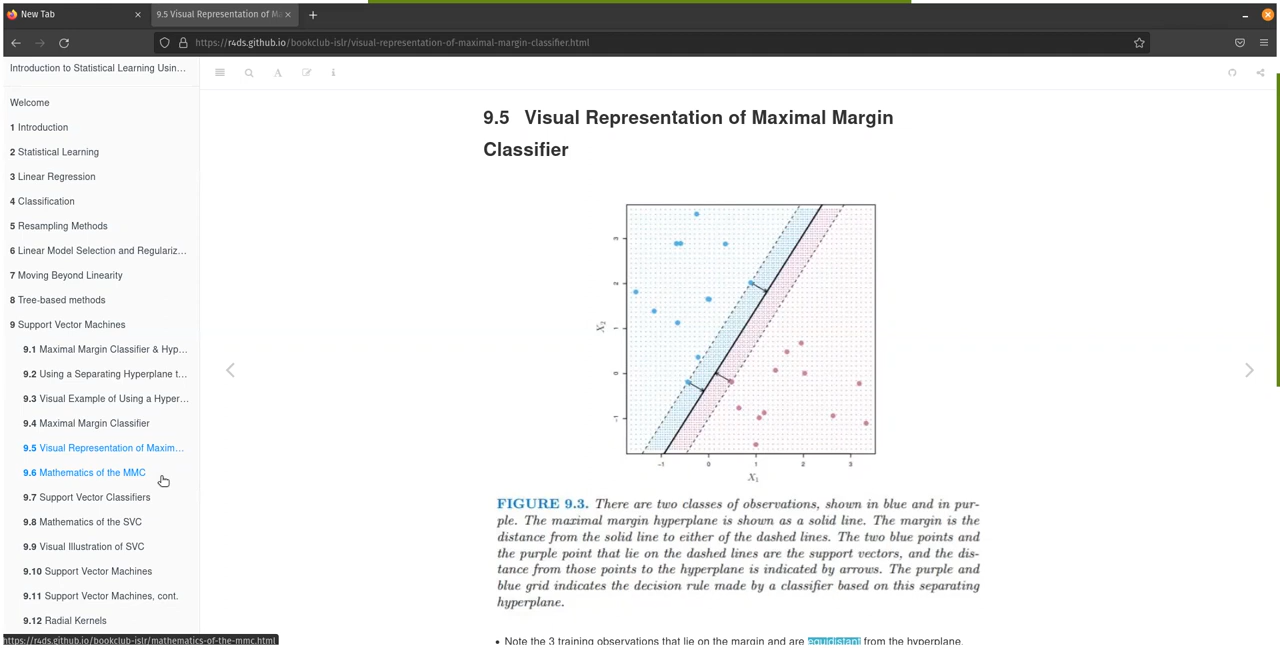 New Tab
9.5 Visual Representation of Ma
https://r4ds.github.io/bookclub-islr/visual-representation-of-maximal-margin-classifier.html
Introduction to Statistical Learning Usin...
Welcome
1 Introduction
2 Statistical Learning
3 Linear Regression
4 Classification
5 Resampling Methods
6 Linear Model Selection and Regulariz...
7 Moving Beyond Linearity
8 Tree-based methods
9 Support Vector Machines
9.1 Maximal Margin Classifier & Hyp...
9.2 Using a Separating Hyperplane t...
9.3 Visual Example of Using a Hyper...
9.4 Maximal Margin Classifier
9.5 Visual Representation of Maxim...
9.6 Mathematics of the MMC
9.7 Support Vector Classifiers
9.8 Mathematics of the SVC
9.9 Visual Illustration of SVC
9.10 Support Vector Machines
9.11 Support Vector Machines, cont.
9.12 Radial Kernels
https://r4ds.github.io/bookclub-islr/mathematics-of-the-mmc.html
9.5 Visual Representation of Maximal Margin
Classifier
3
2
1
0
-1
X2
-1 0 1 2 3
X1
FIGURE 9.3. There are two classes of observations, shown in blue and in pur-
ple. The maximal margin hyperplane is shown as a solid line. The margin is the
distance from the solid line to either of the dashed lines. The two blue points and
the purple point that lie on the dashed lines are the support vectors, and the dis-
tance from those points to the hyperplane is indicated by arrows. The purple and
blue grid indicates the decision rule made by a classifier based on this separating
hyperplane.
• Note the 3 training observations that lie on the margin and are equidistant from the hyperplane.